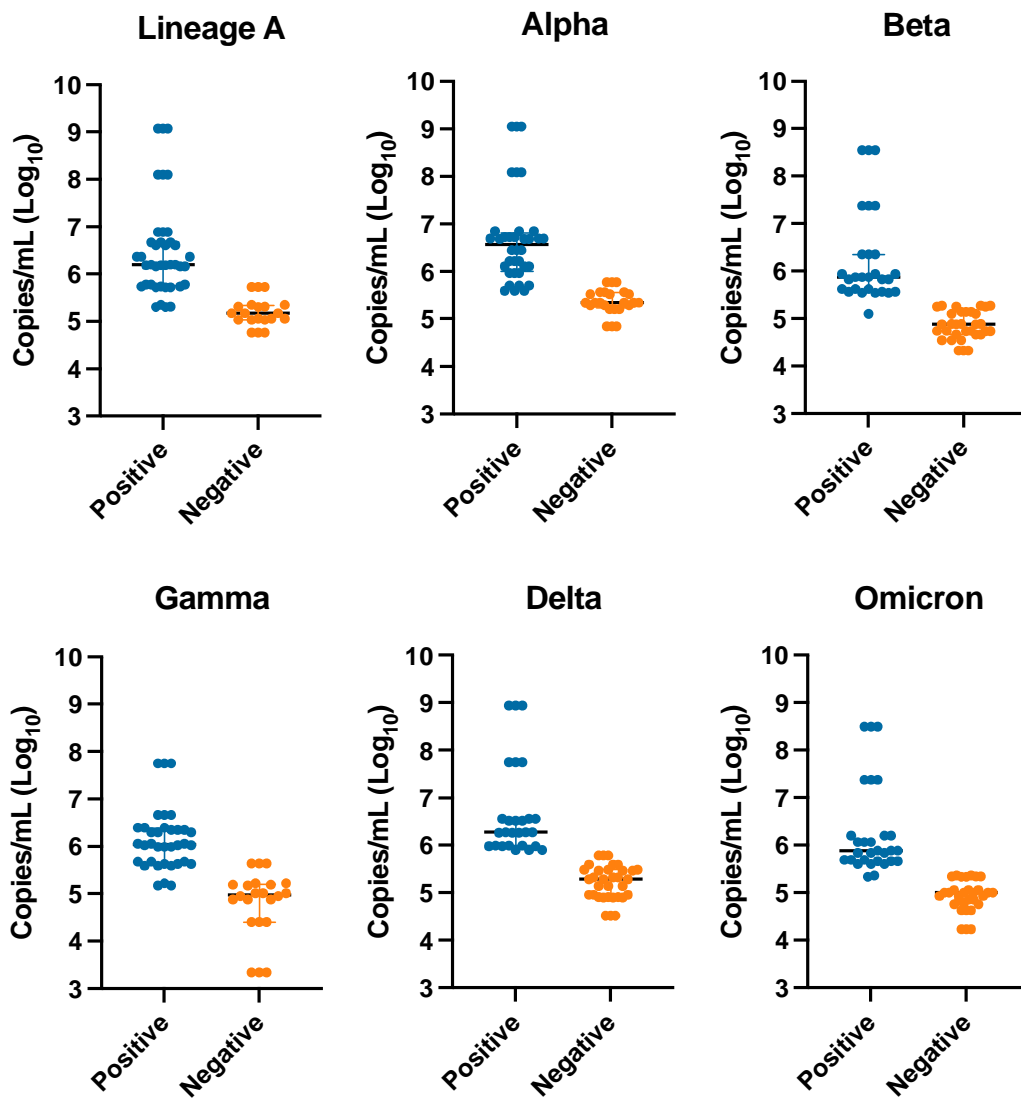 Lineage A
Alpha
Beta
Copies/mL (Log10)
10
9
8
7
6
5
4
3
Positive
Negative
Copies/mL (Log10)
10
9
8
7
6
5
4
3
Positive
Negative
Copies/mL (Log10)
10
9
8
7
6
5
4
3
Positive
Negative
Gamma
Delta
Omicron
Copies/mL (Log10)
10
9
8
7
6
5
4
3
Positive
Negative
Copies/mL (Log10)
10
9
8
7
6
5
4
3
Positive
Negative
Copies/mL (Log10)
10
9
8
7
6
5
4
3
Positive
Negative